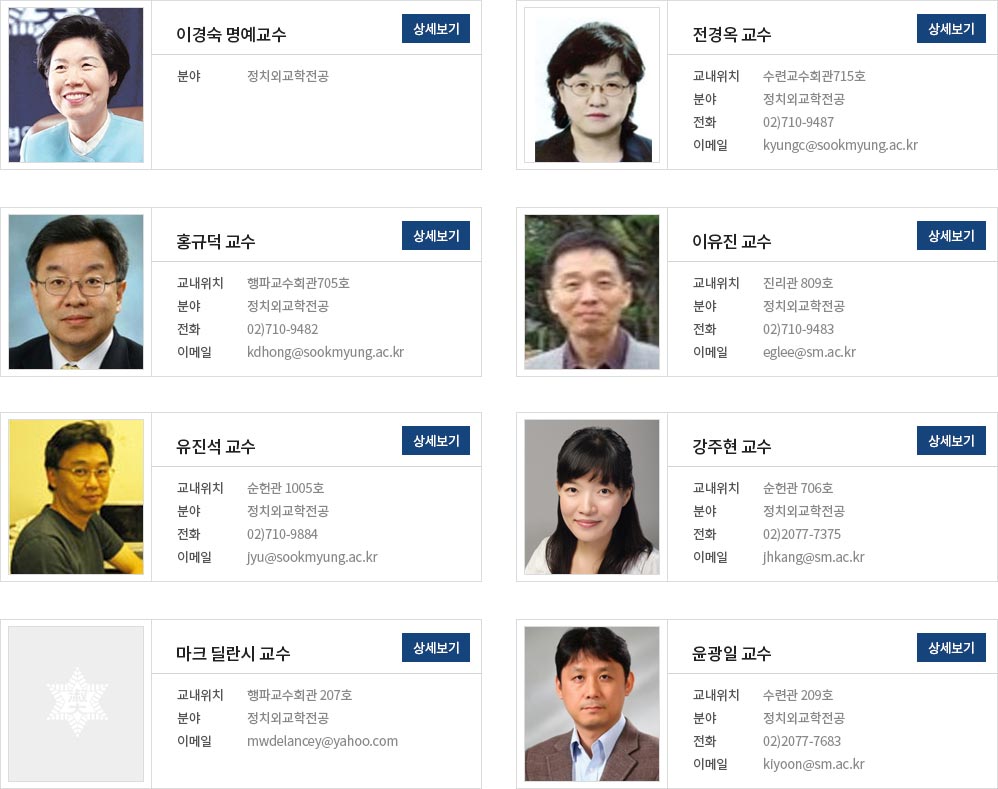 이경숙 명예교수
상세보기
분야 정치외교학전공
전경옥 교수
상세보기
교내위치 수련교수회관715호
분야 정치외교학전공
전화 02)710-9487
이메일 kyungc@sookmyung.ac.kr
홍규덕 교수
상세보기
교내위치 행파교수회관705호
분야 정치외교학전공
전화 02)710-9482
이메일 kdhong@sookmyung.ac.kr
이유진 교수
상세보기
교내위치 진리관 809호
분야 정치외교학전공
전화 02)710-9483
이메일 eglee@sm.ac.kr
유진석 교수
상세보기
교내위치 순헌관 1005호
분야 정치외교학전공
전화 02)710-9884
이메일 jyu@sookmyung.ac.kr
강주현 교수
상세보기
교내위치 순헌관 706호
분야 정치외교학전공
전화 02)2077-7375
이메일 jhkang@sm.ac.kr
마크 딜란시 교수
상세보기
교내위치 행파교수회관 207호
분야 정치외교학전공
이메일 mwdelancey@yahoo.com
윤광일 교수
상세보기
교내위치 수련관 209호
분야 정치외교학전공
전화 02)2077-7683
이메일 kiyoon@sm.ac.kr